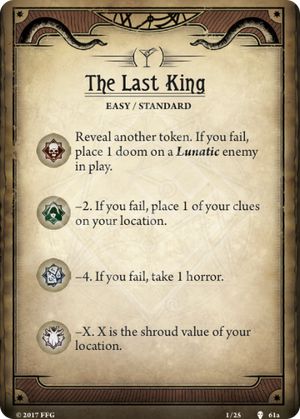 The Last King
EASY / STANDARD
Reveal another token. If you fail,
place 1 doom on a Lunatic enemy
in play.
–2. If you fail, place 1 of your clues
on your location.
–4. If you fail, take 1 horror.
–X. X is the shroud value of your
location.
© 2017 FFG 1/25 61a